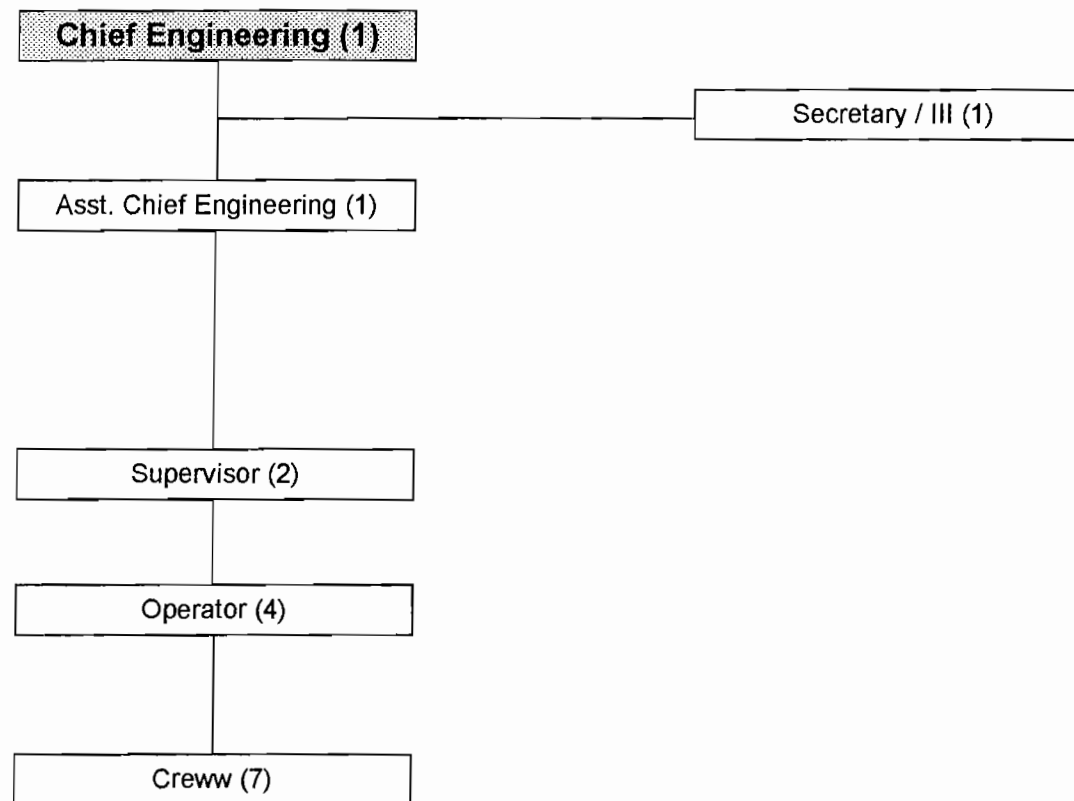 Chief Engineering (1)
Secretary / III (1)
Asst. Chief Engineering (1)
Supervisor (2)
Operator (4)
Creww (7)